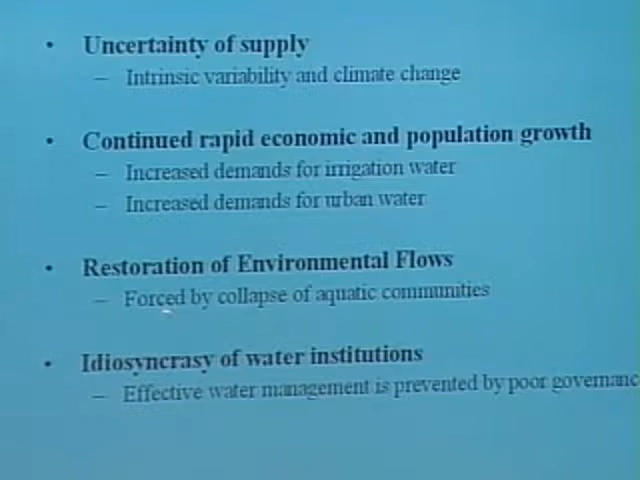 • Uncertainty of supply
– Intrinsic variability and climate change
• Continued rapid economic and population growth
– Increased demands for irrigation water
– Increased demands for urban water
• Restoration of Environmental Flows
– Forced by collapse of aquatic communities
• Idiosyncrasy of water institutions
– Effective water management is prevented by poor governanc